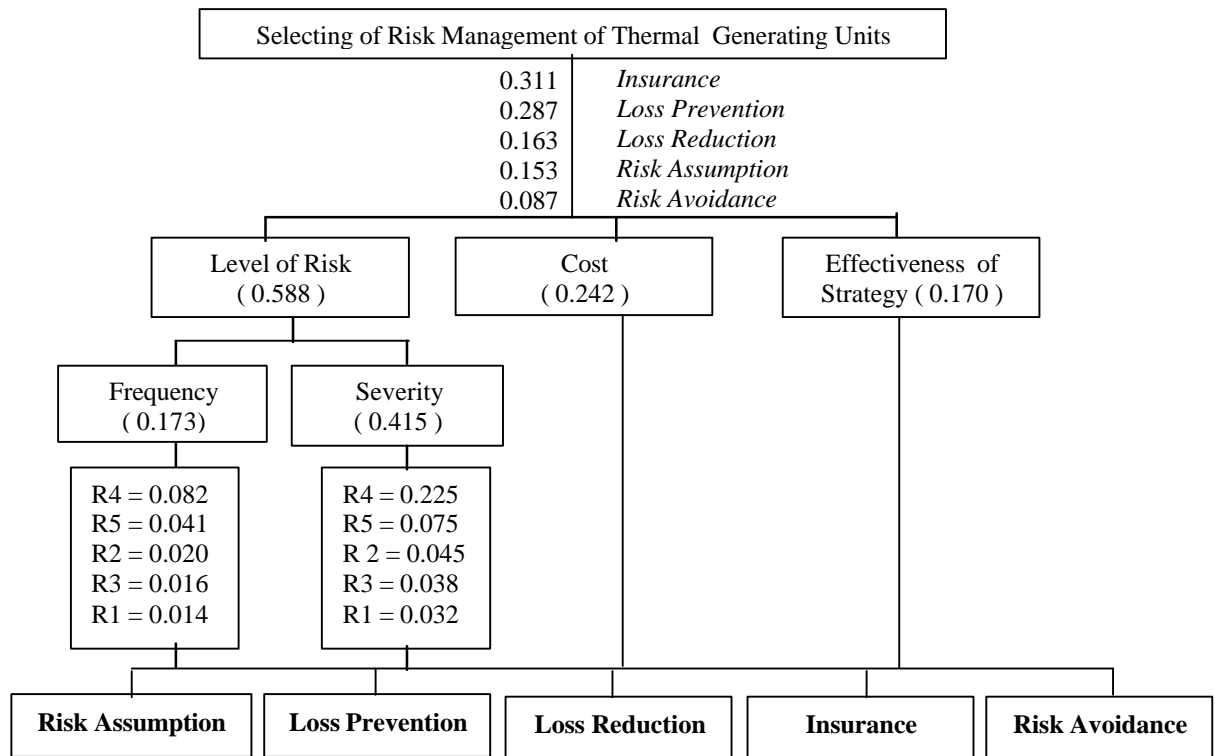 Selecting of Risk Management of Thermal Generating Units
0.311 Insurance
0.287 Loss Prevention
0.163 Loss Reduction
0.153 Risk Assumption
0.087 Risk Avoidance
Level of Risk
( 0.588 )
Cost
( 0.242 )
Effectiveness of
Strategy ( 0.170 )
Frequency
( 0.173)
Severity
( 0.415 )
R4 = 0.082
R5 = 0.041
R2 = 0.020
R3 = 0.016
R1 = 0.014
R4 = 0.225
R5 = 0.075
R 2 = 0.045
R3 = 0.038
R1 = 0.032
Risk Assumption
Loss Prevention
Loss Reduction
Insurance
Risk Avoidance